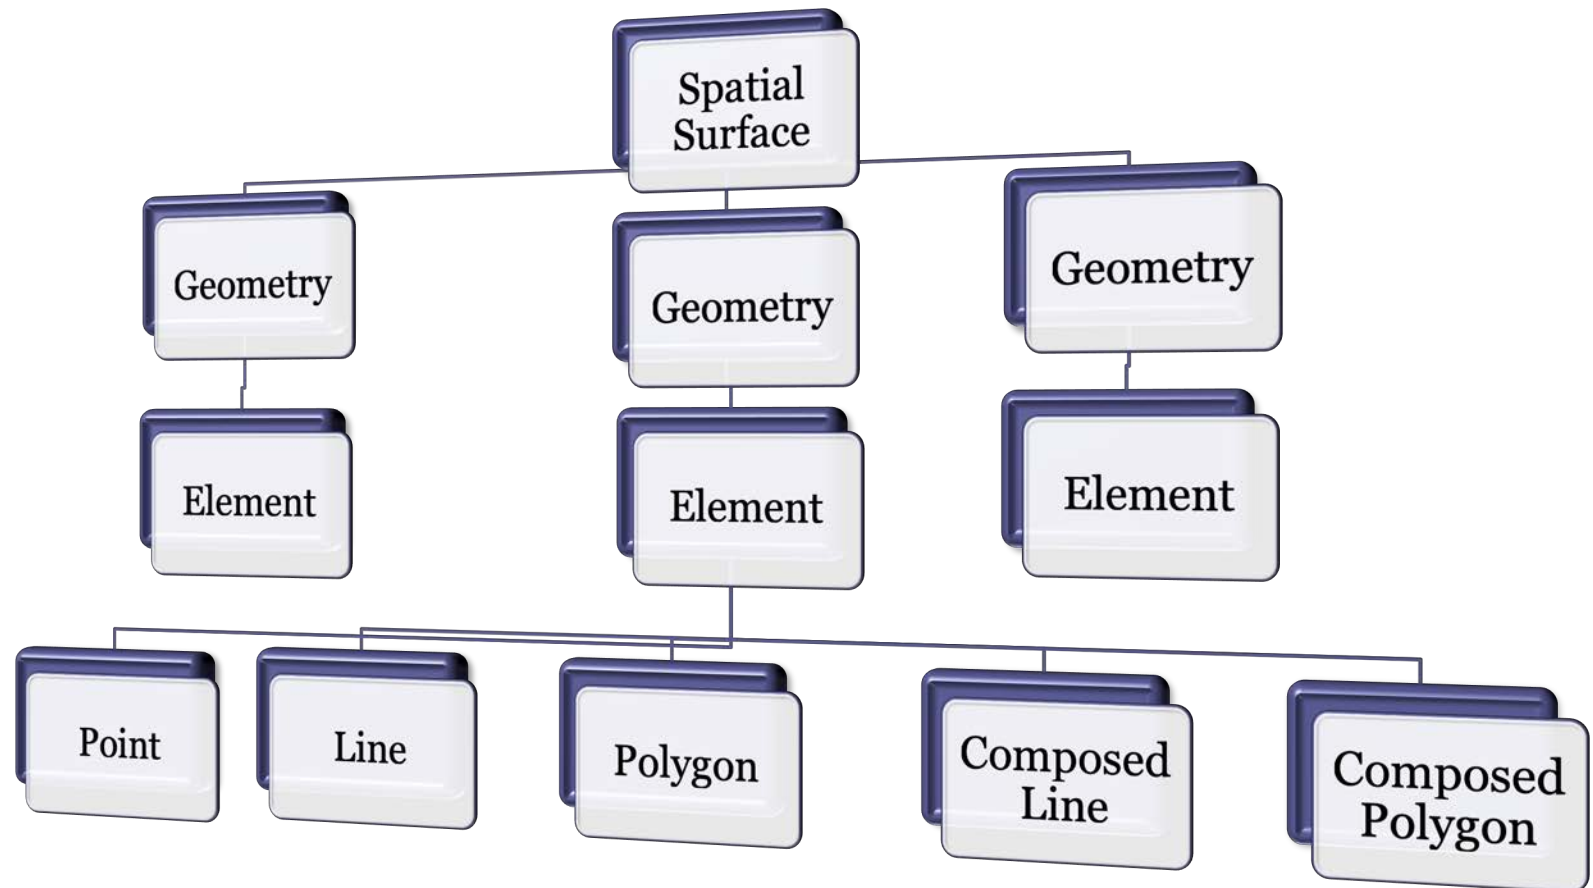 Spatial
Surface
Geometry
Geometry
Geometry
Element
Element
Element
Point
Line
Polygon
Composed
Line
Composed
Polygon